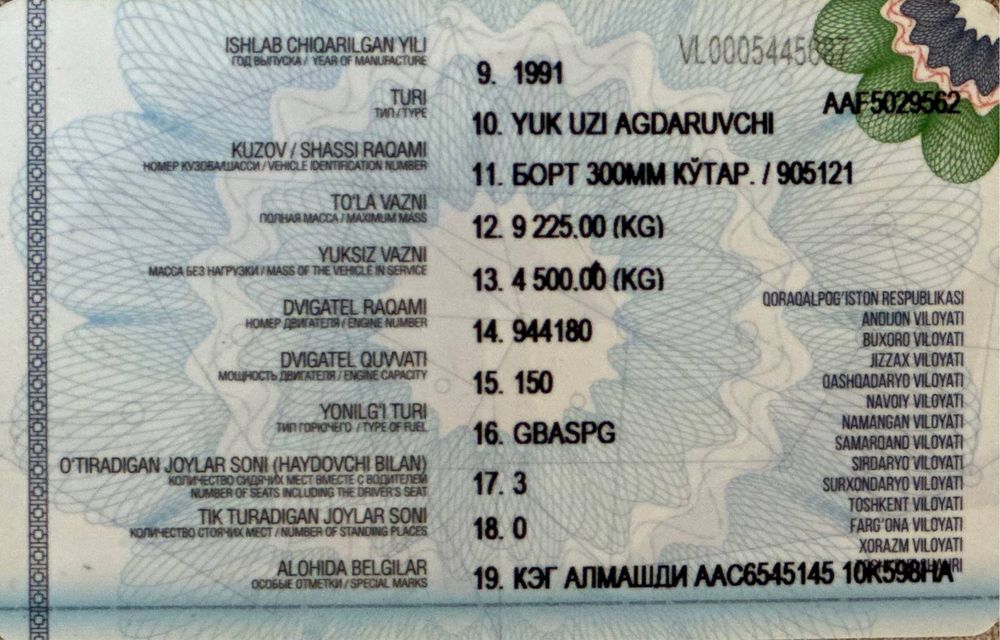 ISHLAB CHIQARILGAN YILI
ГОД ВЫПУСКА / YEAR OF MANUFACTURE
9. 1991
VL0005445687
AAF5029562
TURI
ТИП / TYPE
10. YUK UZI AGDARUVCHI
KUZOV / SHASSI RAQAMI
НОМЕР КУЗОВА/ШАССИ / VEHICLE IDENTIFICATION NUMBER
11. БОРТ 300ММ КЎТАР. / 905121
TO'LA VAZNI
ПОЛНАЯ МАССА / MAXIMUM MASS
12. 9 225.00 (KG)
YUKSIZ VAZNI
МАССА БЕЗ НАГРУЗКИ / MASS OF THE VEHICLE IN SERVICE
13. 4 500.00 (KG)
DVIGATEL RAQAMI
НОМЕР ДВИГАТЕЛЯ / ENGINE NUMBER
14. 944180
DVIGATEL QUVVATI
МОЩНОСТЬ ДВИГАТЕЛЯ / ENGINE CAPACITY
15. 150
YONILG'I TURI
ТИП ГОРЮЧЕГО / TYPE OF FUEL
16. GBASPG
O'TIRADIGAN JOYLAR SONI (HAYDOVCHI BILAN)
КОЛИЧЕСТВО СИДЯЧИХ МЕСТ ВМЕСТЕ С ВОДИТЕЛЕМ
NUMBER OF SEATS INCLUDING THE DRIVER'S SEAT
17. 3
TIK TURADIGAN JOYLAR SONI
КОЛИЧЕСТВО СТОЯЧИХ МЕСТ / NUMBER OF STANDING PLACES
18. 0
ALOHIDA BELGILAR
ОСОБЫЕ ОТМЕТКИ / SPECIAL MARKS
19. КЭГ АЛМАШДИ ААС6545145 10К598НА
QORAQALPOG'ISTON RESPUBLIKASI
ANDIJON VILOYATI
BUXORO VILOYATI
JIZZAX VILOYATI
QASHQADARYO VILOYATI
NAVOIY VILOYATI
NAMANGAN VILOYATI
SAMARQAND VILOYATI
SIRDARYO VILOYATI
SURXONDARYO VILOYATI
TOSHKENT VILOYATI
FARG'ONA VILOYATI
XORAZM VILOYATI